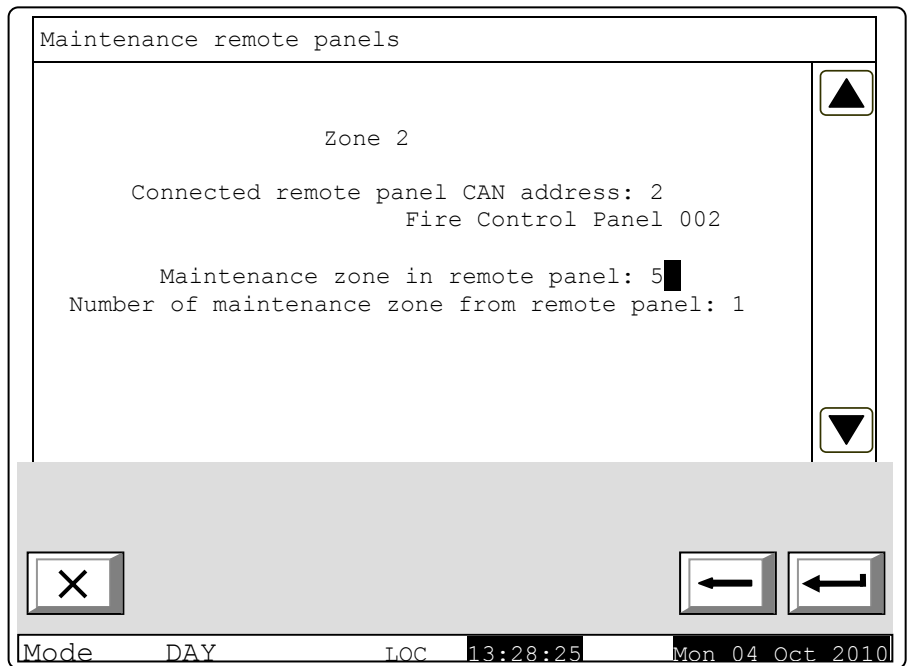 Maintenance remote panels
Zone 2
Connected remote panel CAN address: 2
Fire Control Panel 002
Maintenance zone in remote panel: 5
Number of maintenance zone from remote panel: 1
Mode DAY LOC 13:28:25 Mon 04 Oct 2010